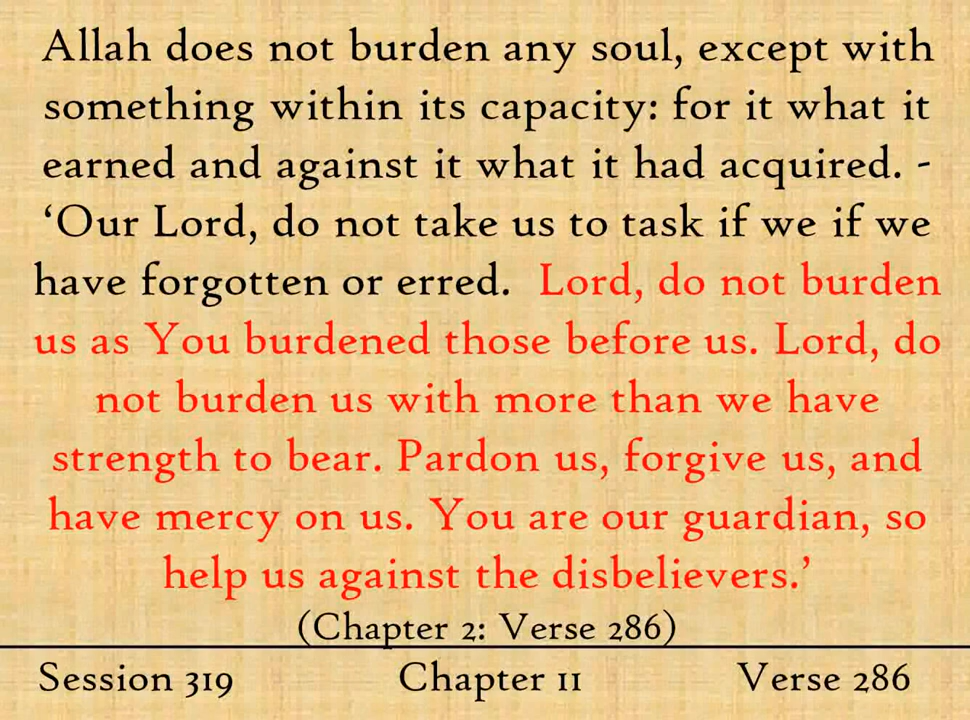 Allah does not burden any soul, except with
something within its capacity: for it what it
earned and against it what it had acquired. -
‘Our Lord, do not take us to task if we if we
have forgotten or erred. Lord, do not burden
us as You burdened those before us. Lord, do
not burden us with more than we have
strength to bear. Pardon us, forgive us, and
have mercy on us. You are our guardian, so
help us against the disbelievers.’
(Chapter 2: Verse 286)
Session 319 Chapter 11 Verse 286